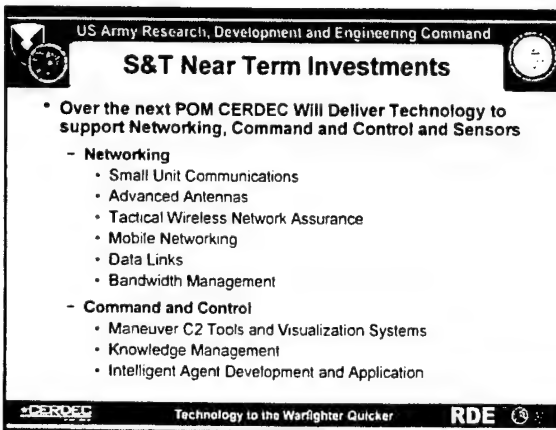 US Army Research, Development and Engineering Command
S&T Near Term Investments
• Over the next POM CERDEC Will Deliver Technology to
support Networking, Command and Control and Sensors
– Networking
• Small Unit Communications
• Advanced Antennas
• Tactical Wireless Network Assurance
• Mobile Networking
• Data Links
• Bandwidth Management
– Command and Control
• Maneuver C2 Tools and Visualization Systems
• Knowledge Management
• Intelligent Agent Development and Application
CERDEC Technology to the Warfighter Quicker RDE